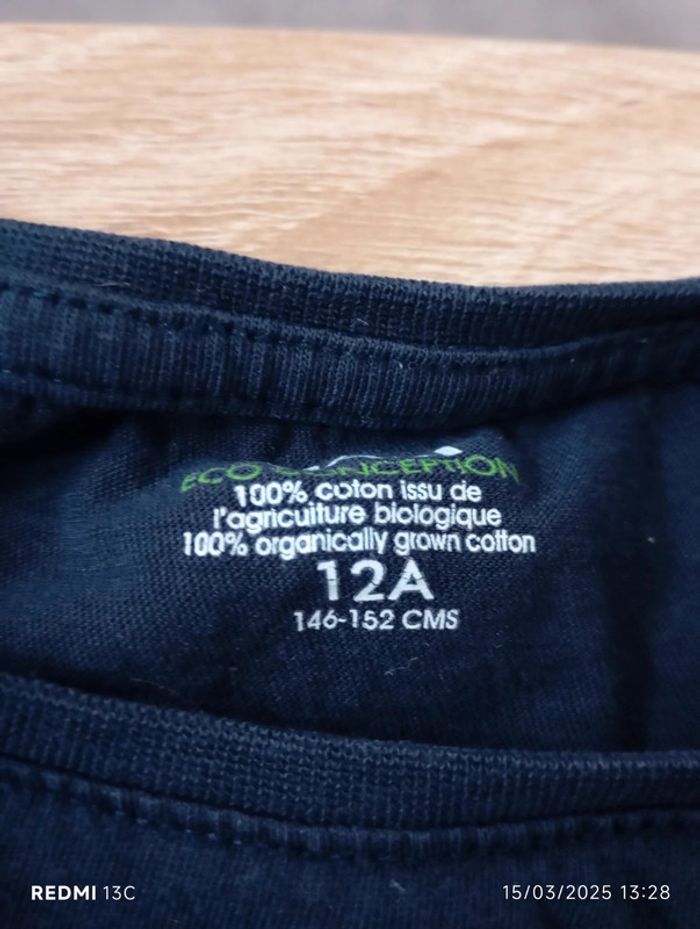 ECO CONCEPTION
100% coton issu de
l'agriculture biologique
100% organically grown cotton
12A
146-152 CMS
REDMI 13C
15/03/2025 13:28